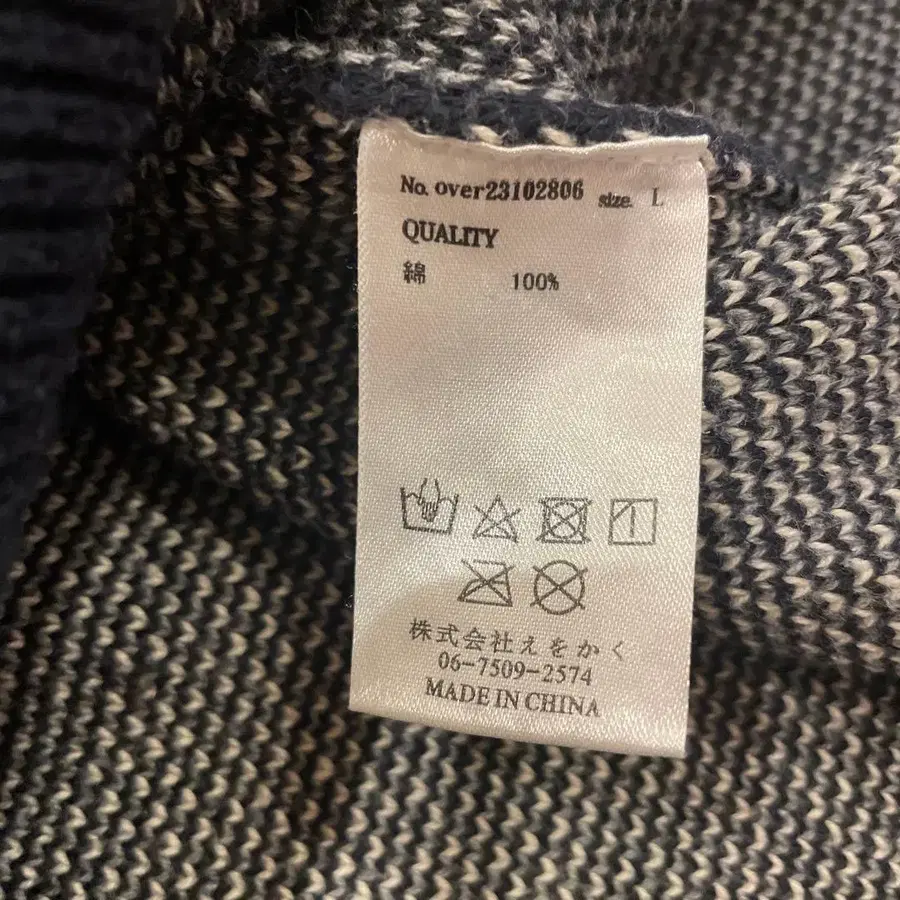 No. over23102806 size. L
QUALITY
綿 100%
株式会社えをかく
06-7509-2574
MADE IN CHINA